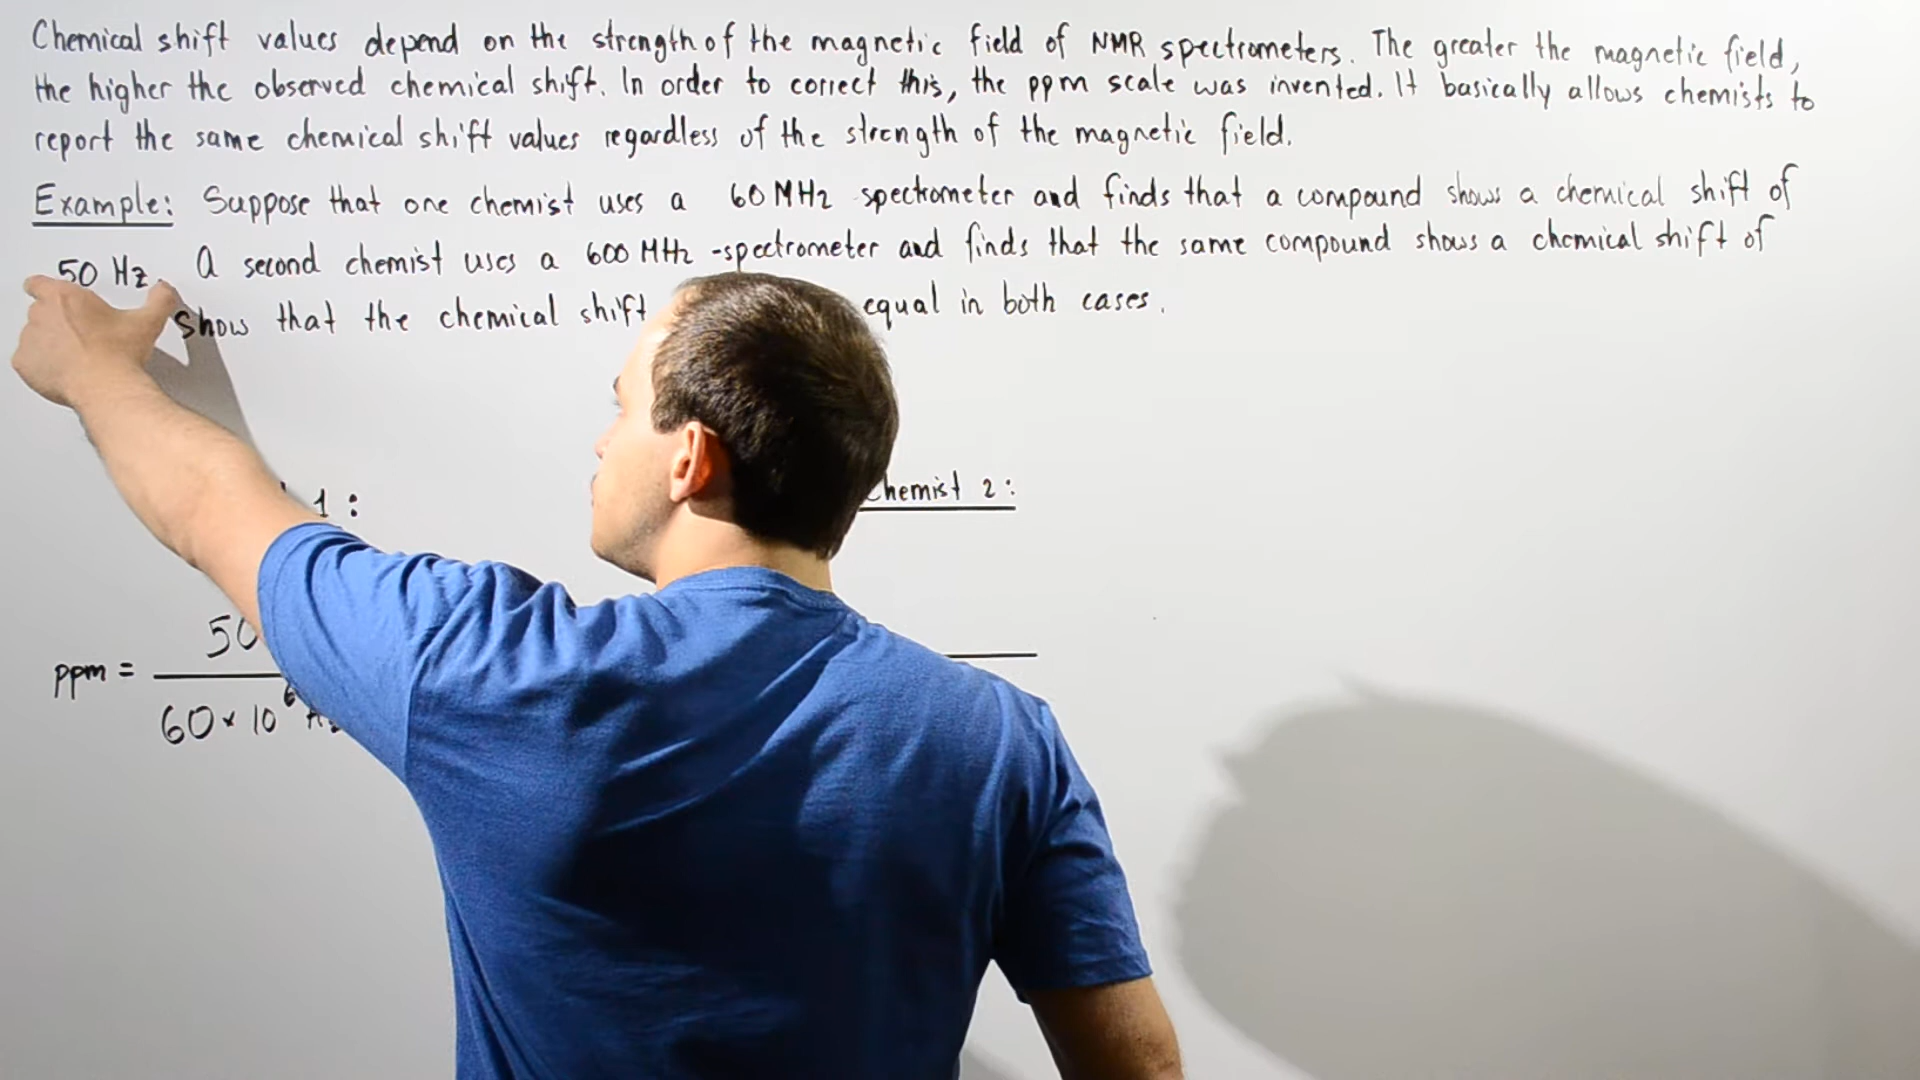 Chemical shift values depend on the strength of the magnetic field of NMR spectrometers. The greater the magnetic field,
the higher the observed chemical shift. In order to correct this, the ppm scale was invented. It basically allows chemists to
report the same chemical shift values regardless of the strength of the magnetic field.
Example: Suppose that one chemist uses a 60 MHz spectrometer and finds that a compound shows a chemical shift of
50 Hz. A second chemist uses a 600 MHz -spectrometer and finds that the same compound shows a chemical shift of
Show that the chemical shift equal in both cases.
1:
Chemist 2:
50
ppm =
60 × 10⁶ Hz